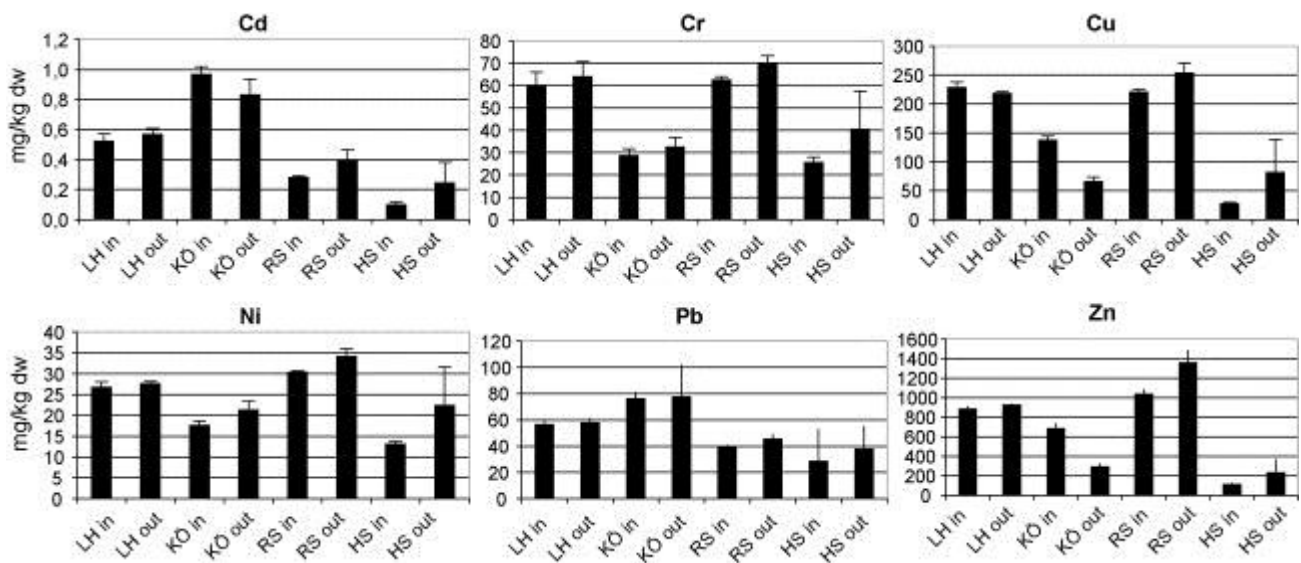 Cd
Cr
Cu
mg/kg dw
1,2
1,0
0,8
0,6
0,4
0,2
0,0
LH in
LH out
KÖ in
KÖ out
RS in
RS out
HS in
HS out
80
70
60
50
40
30
20
10
0
LH in
LH out
KÖ in
KÖ out
RS in
RS out
HS in
HS out
300
250
200
150
100
50
0
LH in
LH out
KÖ in
KÖ out
RS in
RS out
HS in
HS out
Ni
Pb
Zn
mg/kg dw
40
35
30
25
20
15
10
5
0
LH in
LH out
KÖ in
KÖ out
RS in
RS out
HS in
HS out
120
100
80
60
40
20
0
LH in
LH out
KÖ in
KÖ out
RS in
RS out
HS in
HS out
1600
1400
1200
1000
800
600
400
200
0
LH in
LH out
KÖ in
KÖ out
RS in
RS out
HS in
HS out